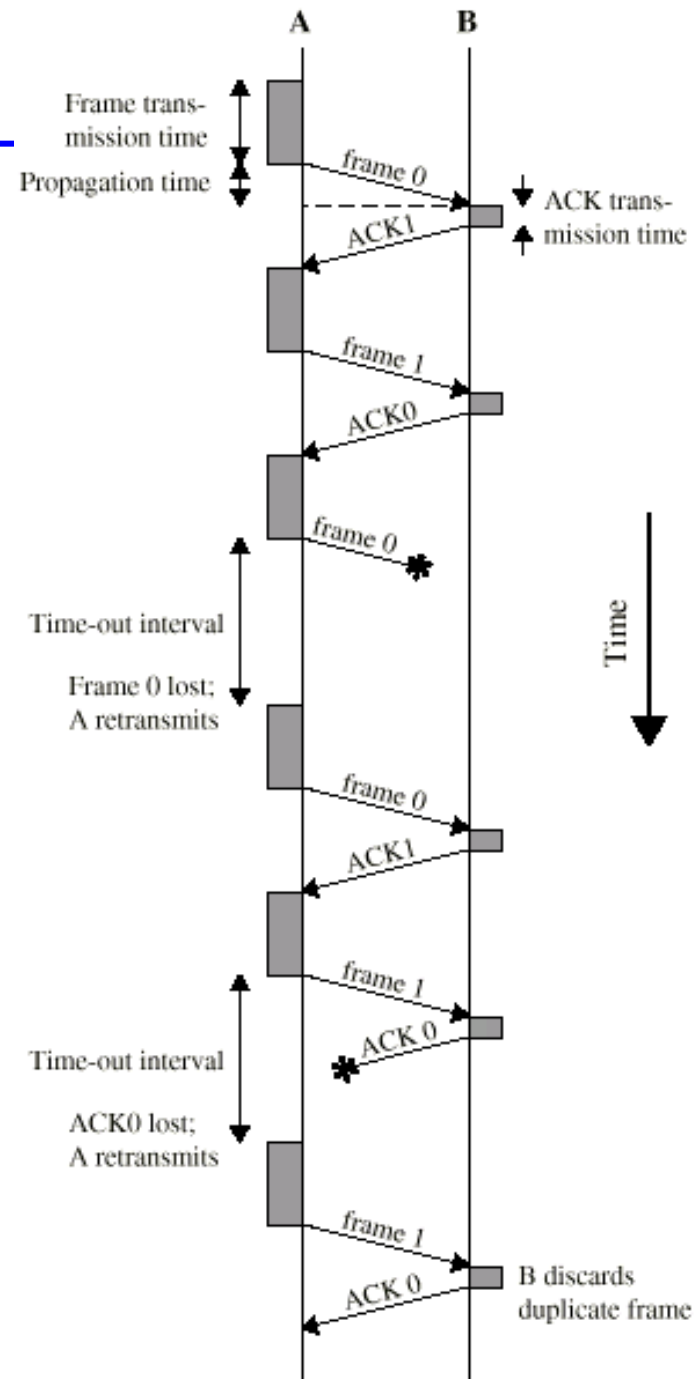 A B
Frame trans-
mission time
frame 0
Propagation time
ACK trans-
mission time
ACK1
frame 1
ACK0
frame 0
Time
Time-out interval
Frame 0 lost;
A retransmits
frame 0
ACK1
frame 1
ACK 0
Time-out interval
ACK0 lost;
A retransmits
frame 1
B discards
duplicate frame
ACK 0